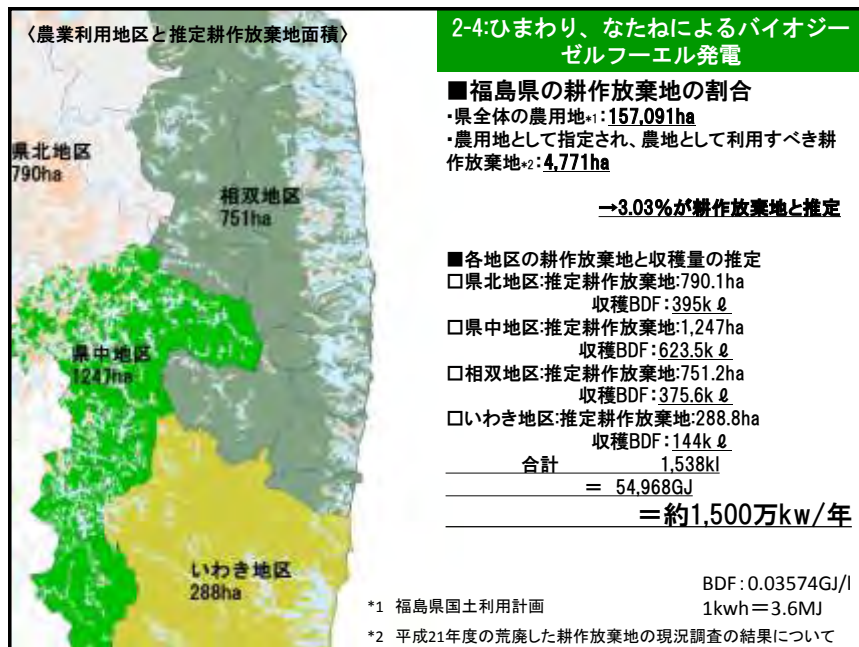 〈農業利用地区と推定耕作放棄地面積〉
県北地区
790ha
相双地区
751ha
県中地区
1247ha
いわき地区
288ha
2-4:ひまわり、なたねによるバイオジー
ゼルフーエル発電
■福島県の耕作放棄地の割合
・県全体の農用地*1:157,091ha
・農用地として指定され、農地として利用すべき耕
作放棄地*2:4,771ha
→3.03%が耕作放棄地と推定
■各地区の耕作放棄地と収穫量の推定
□県北地区:推定耕作放棄地:790.1ha
収穫BDF:395kℓ
□県中地区:推定耕作放棄地:1,247ha
収穫BDF:623.5kℓ
□相双地区:推定耕作放棄地:751.2ha
収穫BDF:375.6kℓ
□いわき地区:推定耕作放棄地:288.8ha
収穫BDF:144kℓ
合計 1,538kl
= 54,968GJ
=約1,500万kw/年
BDF:0.03574GJ/l
1kwh=3.6MJ
*1 福島県国土利用計画
*2 平成21年度の荒廃した耕作放棄地の現況調査の結果について